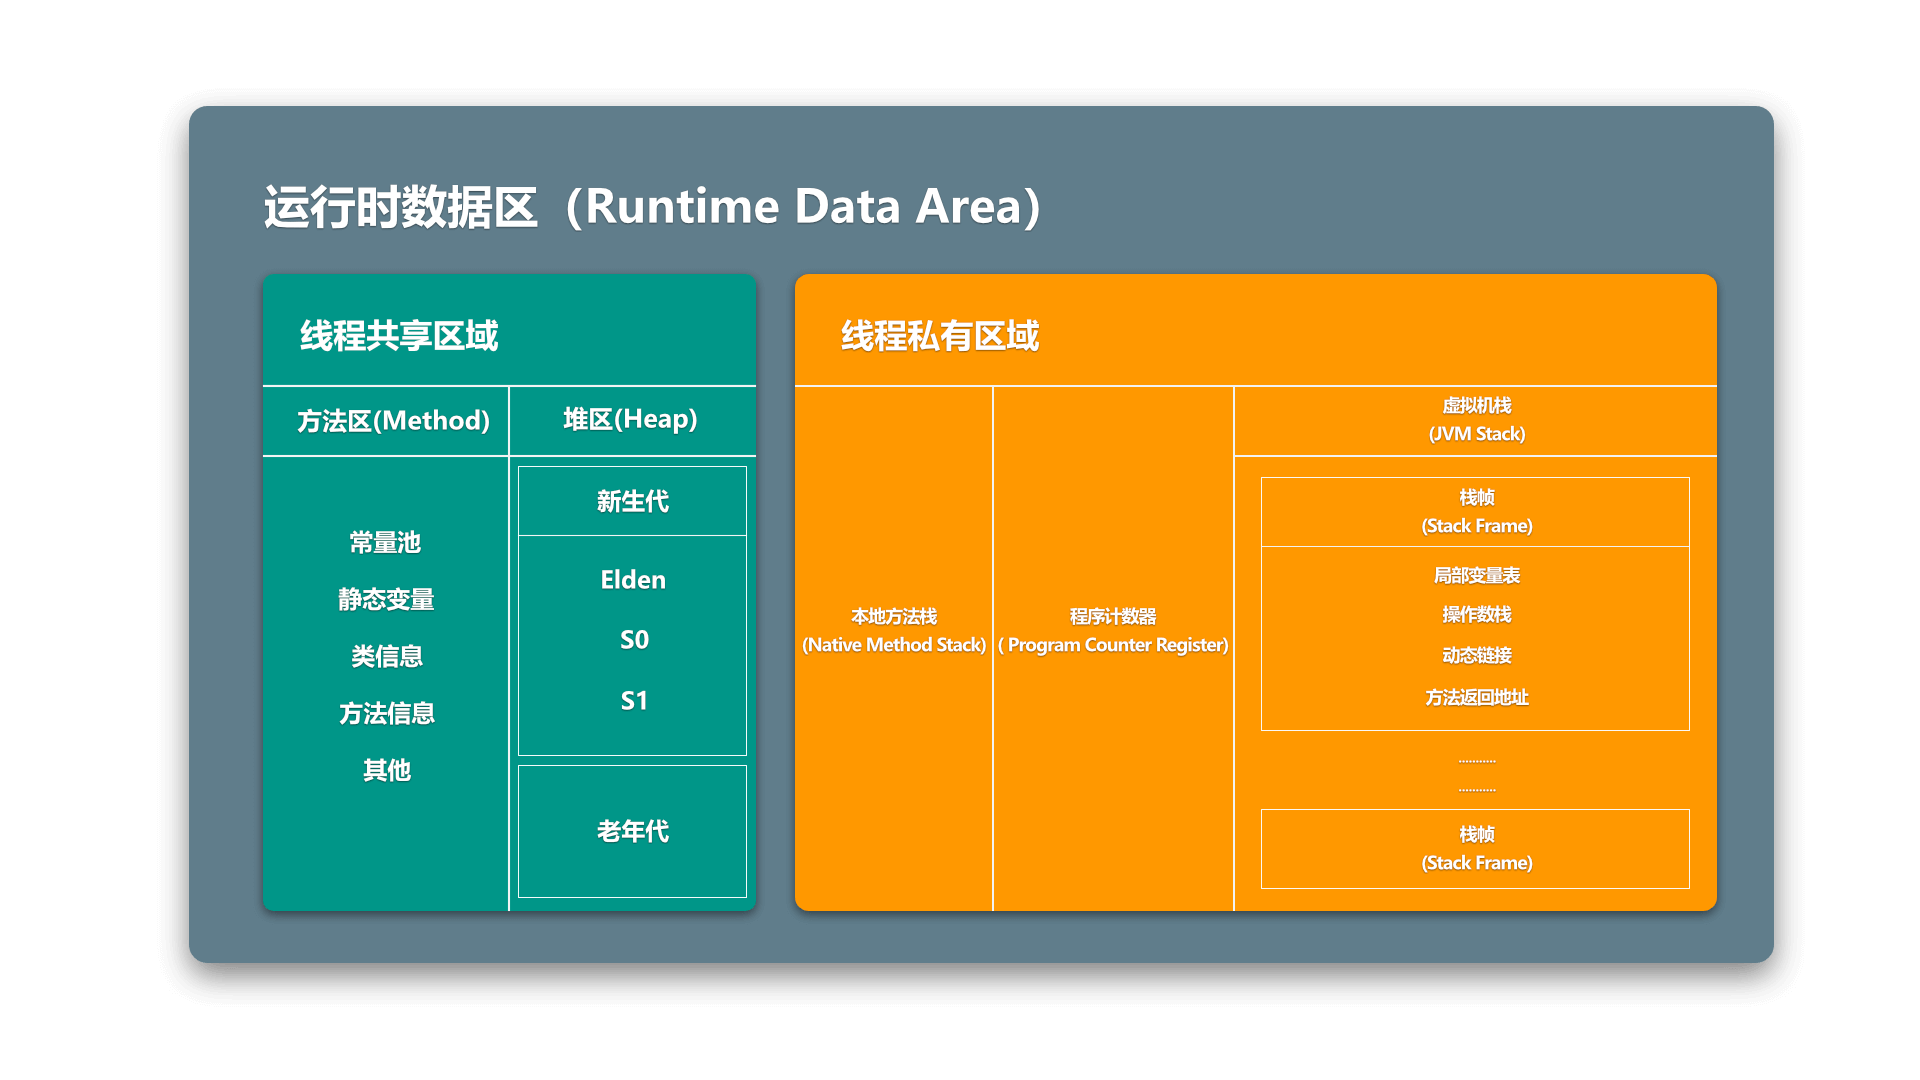 运行时数据区（Runtime Data Area）
线程共享区域
方法区(Method)
常量池
静态变量
类信息
方法信息
其他
堆区(Heap)
新生代
Elden
S0
S1
老年代
线程私有区域
本地方法栈
(Native Method Stack)
程序计数器
( Program Counter Register)
虚拟机栈
(JVM Stack)
栈帧
(Stack Frame)
局部变量表
操作数栈
动态链接
方法返回地址
...........
...........
栈帧
(Stack Frame)